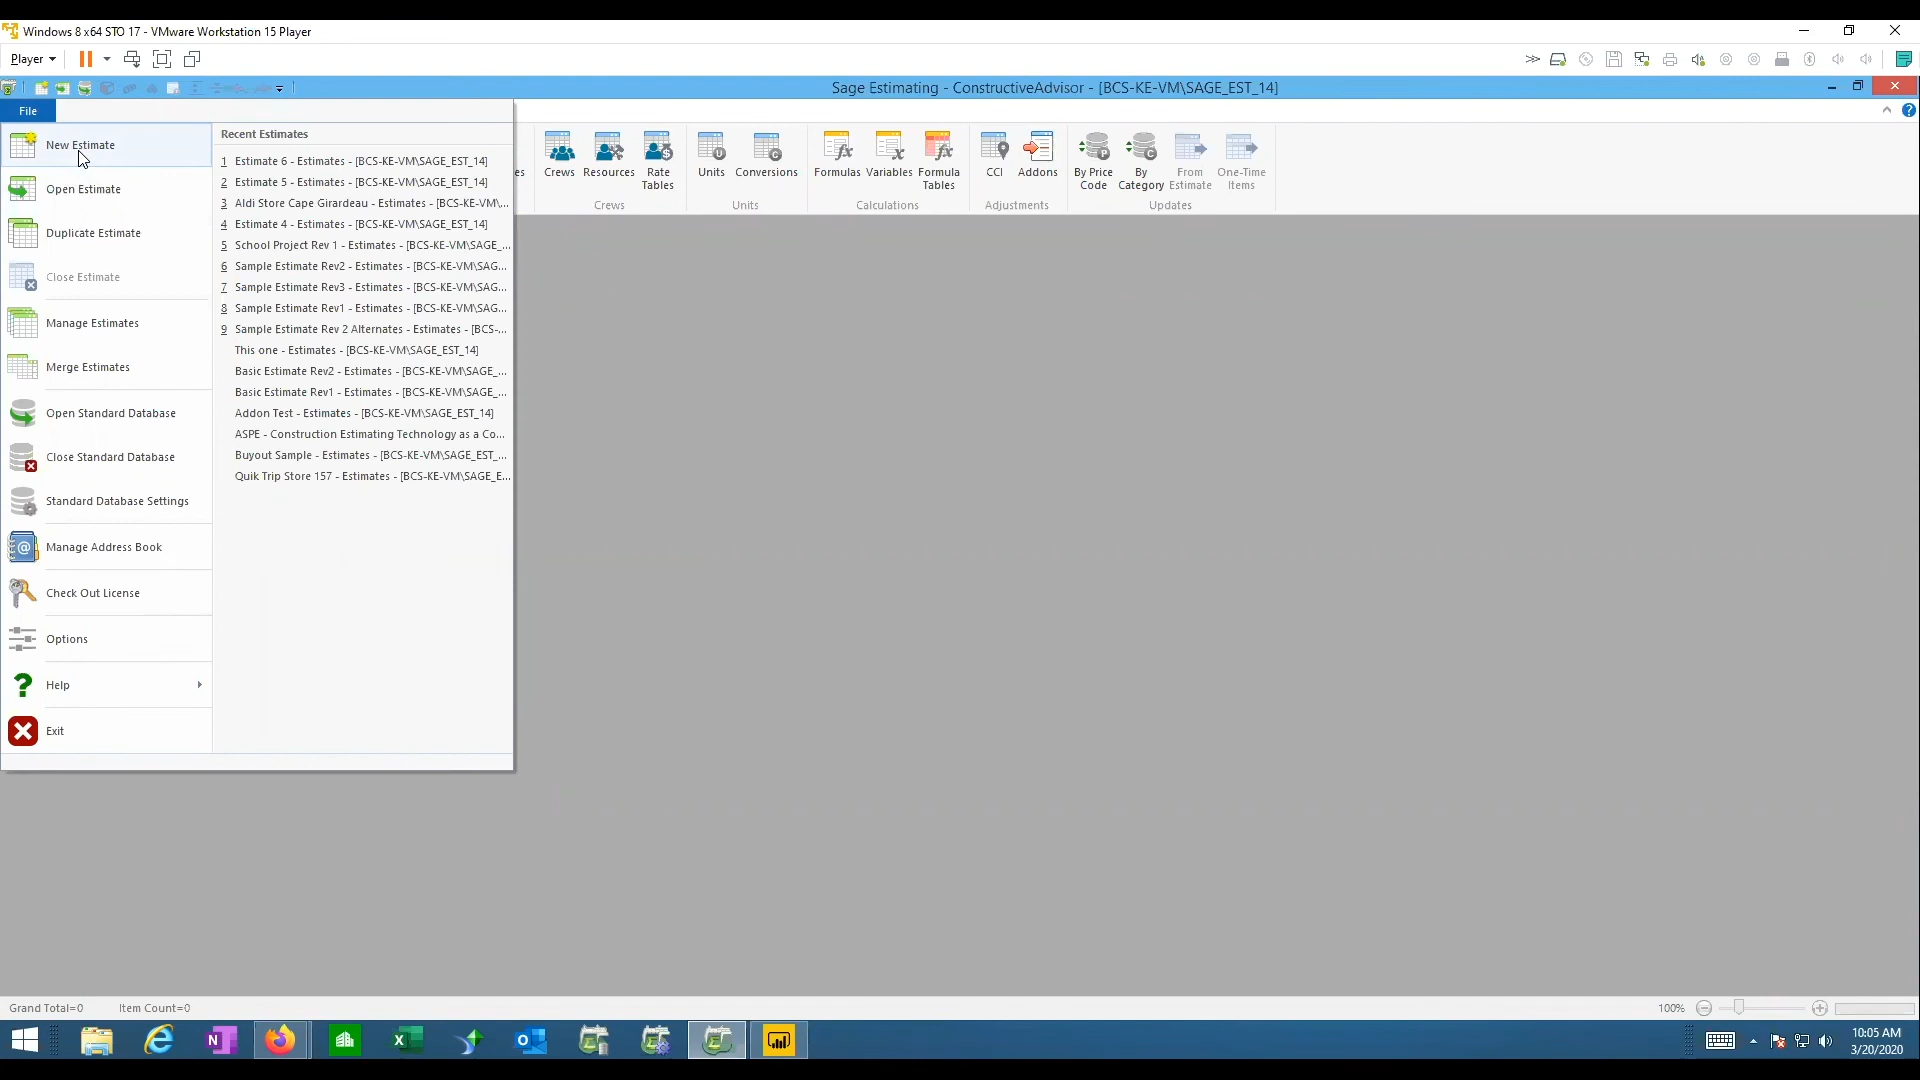 Windows 8 x64 STO 17 - VMware Workstation 15 Player
Player
Sage Estimating - ConstructiveAdvisor - [BCS-KE-VM\SAGE_EST_14]
File
New Estimate
Open Estimate
Duplicate Estimate
Close Estimate
Manage Estimates
Merge Estimates
Open Standard Database
Close Standard Database
Standard Database Settings
Manage Address Book
Check Out License
Options
Help
Exit
Recent Estimates
1 Estimate 6 - Estimates - [BCS-KE-VM\SAGE_EST_14]
2 Estimate 5 - Estimates - [BCS-KE-VM\SAGE_EST_14]
3 Aldi Store Cape Girardeau - Estimates - [BCS-KE-VM\...
4 Estimate 4 - Estimates - [BCS-KE-VM\SAGE_EST_14]
5 School Project Rev 1 - Estimates - [BCS-KE-VM\SAGE_...
6 Sample Estimate Rev2 - Estimates - [BCS-KE-VM\SAG...
7 Sample Estimate Rev3 - Estimates - [BCS-KE-VM\SAG...
8 Sample Estimate Rev1 - Estimates - [BCS-KE-VM\SAG...
9 Sample Estimate Rev 2 Alternates - Estimates - [BCS-...
This one - Estimates - [BCS-KE-VM\SAGE_EST_14]
Basic Estimate Rev2 - Estimates - [BCS-KE-VM\SAGE_...
Basic Estimate Rev1 - Estimates - [BCS-KE-VM\SAGE_...
Addon Test - Estimates - [BCS-KE-VM\SAGE_EST_14]
ASPE - Construction Estimating Technology as a Co...
Buyout Sample - Estimates - [BCS-KE-VM\SAGE_EST_...
Quik Trip Store 157 - Estimates - [BCS-KE-VM\SAGE_E...
es
Crews
Resources
Rate
Tables
Crews
Units
Conversions
Units
Formulas
Variables
Formula
Tables
Calculations
CCI
Addons
Adjustments
By Price
Code
By
Category
From
Estimate
One-Time
Items
Updates
Grand Total=0 Item Count=0
100%
10:05 AM
3/20/2020